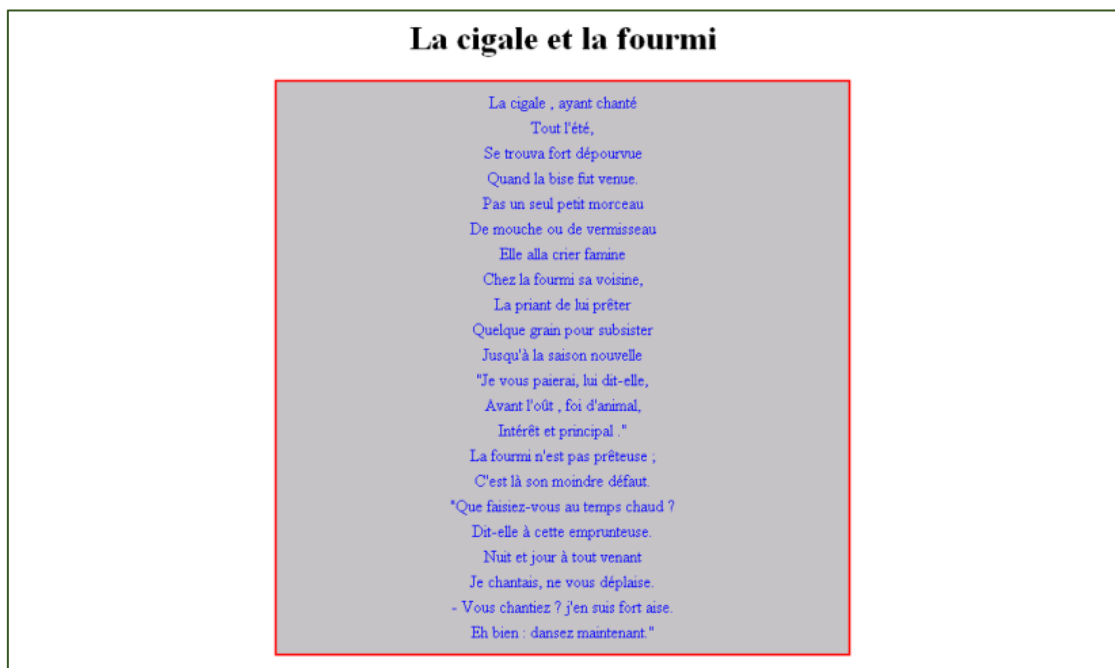 La cigale et la fourmi
La cigale , ayant chanté
Tout l'été,
Se trouva fort dépourvue
Quand la bise fut venue.
Pas un seul petit morceau
De mouche ou de vermisseau
Elle alla crier famine
Chez la fourmi sa voisine,
La priant de lui prêter
Quelque grain pour subsister
Jusqu'à la saison nouvelle
"Je vous paierai, lui dit-elle,
Avant l'oût , foi d'animal,
Intérêt et principal ."
La fourmi n'est pas prêteuse ;
C'est là son moindre défaut.
"Que faisiez-vous au temps chaud ?
Dit-elle à cette emprunteuse.
Nuit et jour à tout venant
Je chantais, ne vous déplaise.
- Vous chantiez ? j'en suis fort aise.
Eh bien : dansez maintenant."